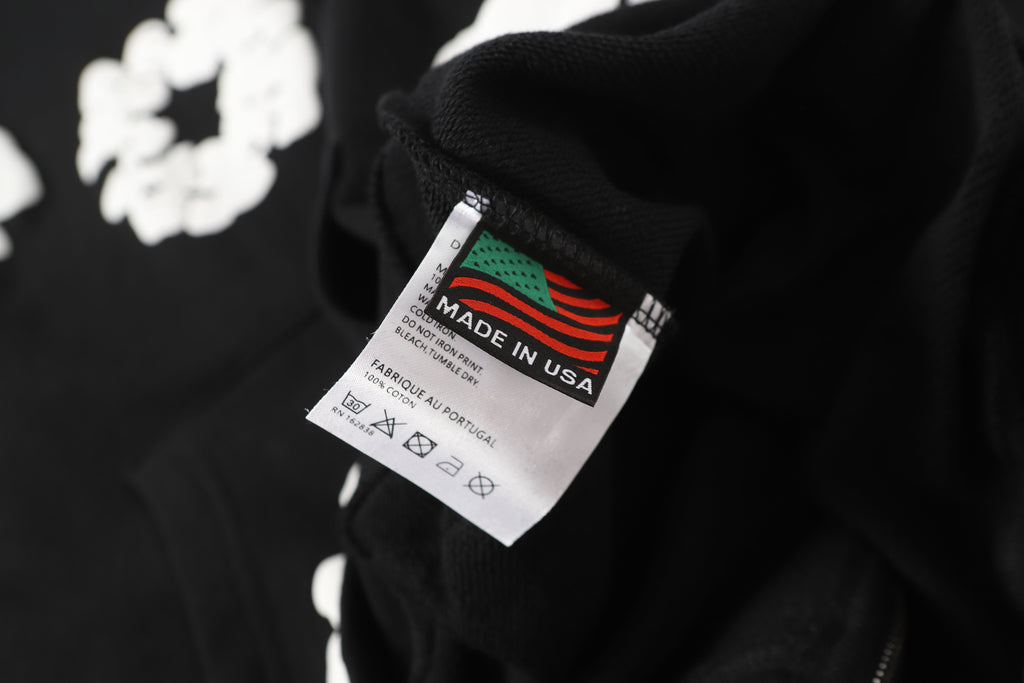 MADE IN USA
COLD IRON
DO NOT IRON PRINT.
BLEACH,TUMBLE DRY.
FABRIQUE AU PORTUGAL
100% COTON
30
RN 162838